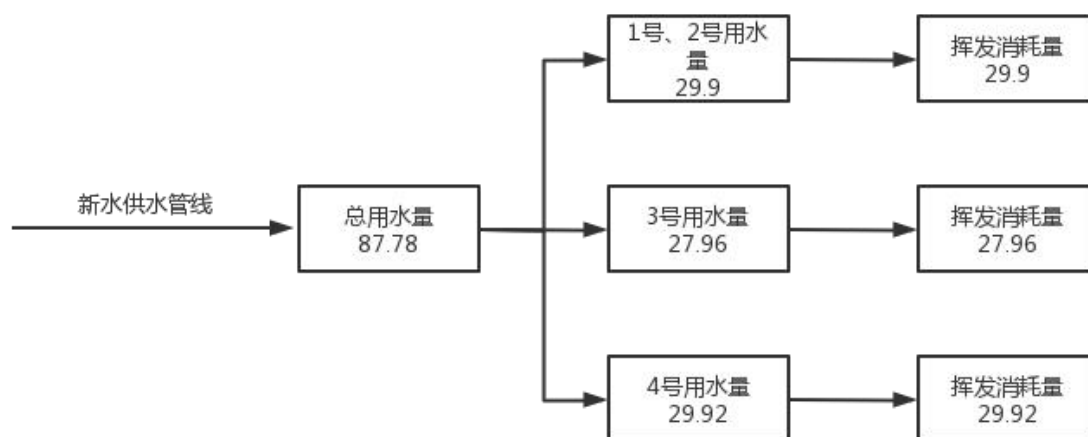 1号、2号用水
量
29.9
挥发消耗量
29.9
新水供水管线
总用水量
87.78
3号用水量
27.96
挥发消耗量
27.96
4号用水量
29.92
挥发消耗量
29.92